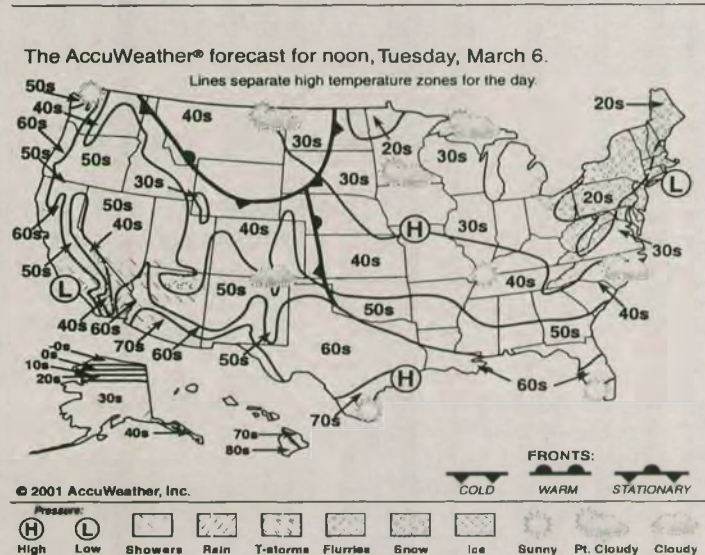 The AccuWeather® forecast for noon, Tuesday, March 6.
Lines separate high temperature zones for the day.
50s
40s
60s
50s
50s
30s
40s
40s
30s
20s
30s
30s
20s
20s
L
30s
60s
40s
50s
L
40s
60s
70s
60s
50s
50s
40s
40s
H
30s
30s
40s
40s
50s
50s
60s
60s
70s
H
-0s
0s
10s
20s
30s
40s
70s
80s
FRONTS:
COLD WARM STATIONARY
© 2001 AccuWeather, Inc.
Pressure:
H L
High Low Showers Rain T-storms Flurries Snow Ice Sunny Pt. Cloudy Cloudy